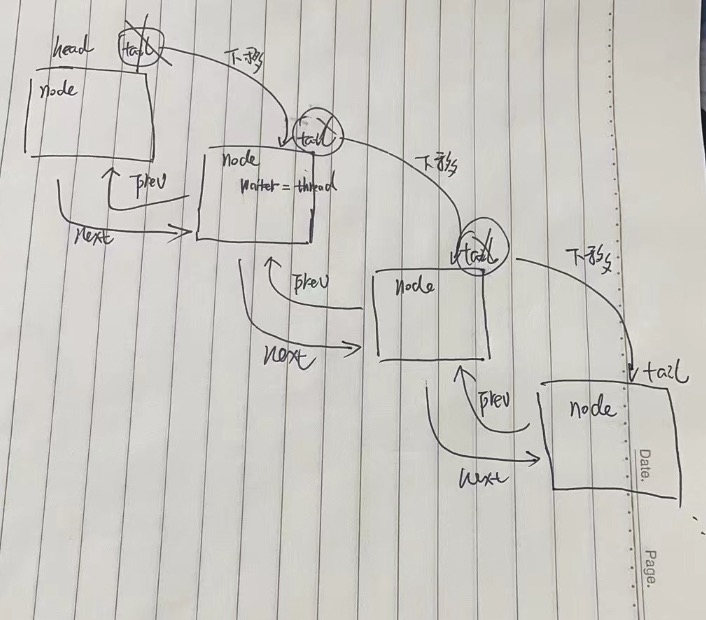 head
tail
下移
node
tail
下移
node
waiter = thread
prev
next
tail
下移
node
prev
next
tail
node
prev
next
Date.
Page.